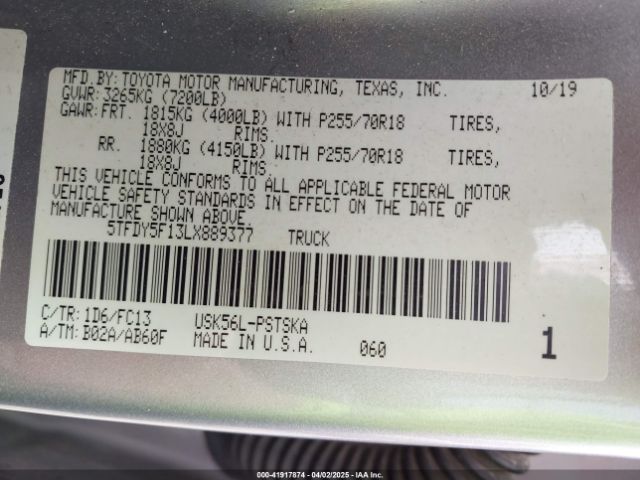 MFD.BY: TOYOTA MOTOR MANUFACTURING, TEXAS, INC. 10/19
GVWR: 3265KG (7200LB)
GAWR: FRT. 1815KG (4000LB) WITH P255/70R18 TIRES,
18X8J RIMS.
RR. 1880KG (4150LB) WITH P255/70R18 TIRES,
18X8J RIMS.
THIS VEHICLE CONFORMS TO ALL APPLICABLE FEDERAL MOTOR
VEHICLE SAFETY STANDARDS IN EFFECT ON THE DATE OF
MANUFACTURE SHOWN ABOVE.
5TFDY5F13LX889377 TRUCK
C/TR: 1D6/FC13 USK56L-PSTSKA
A/TM: B02A/AB60F MADE IN U.S.A. 060 1
000-41917874 | 04/02/2025 | IAA Inc.